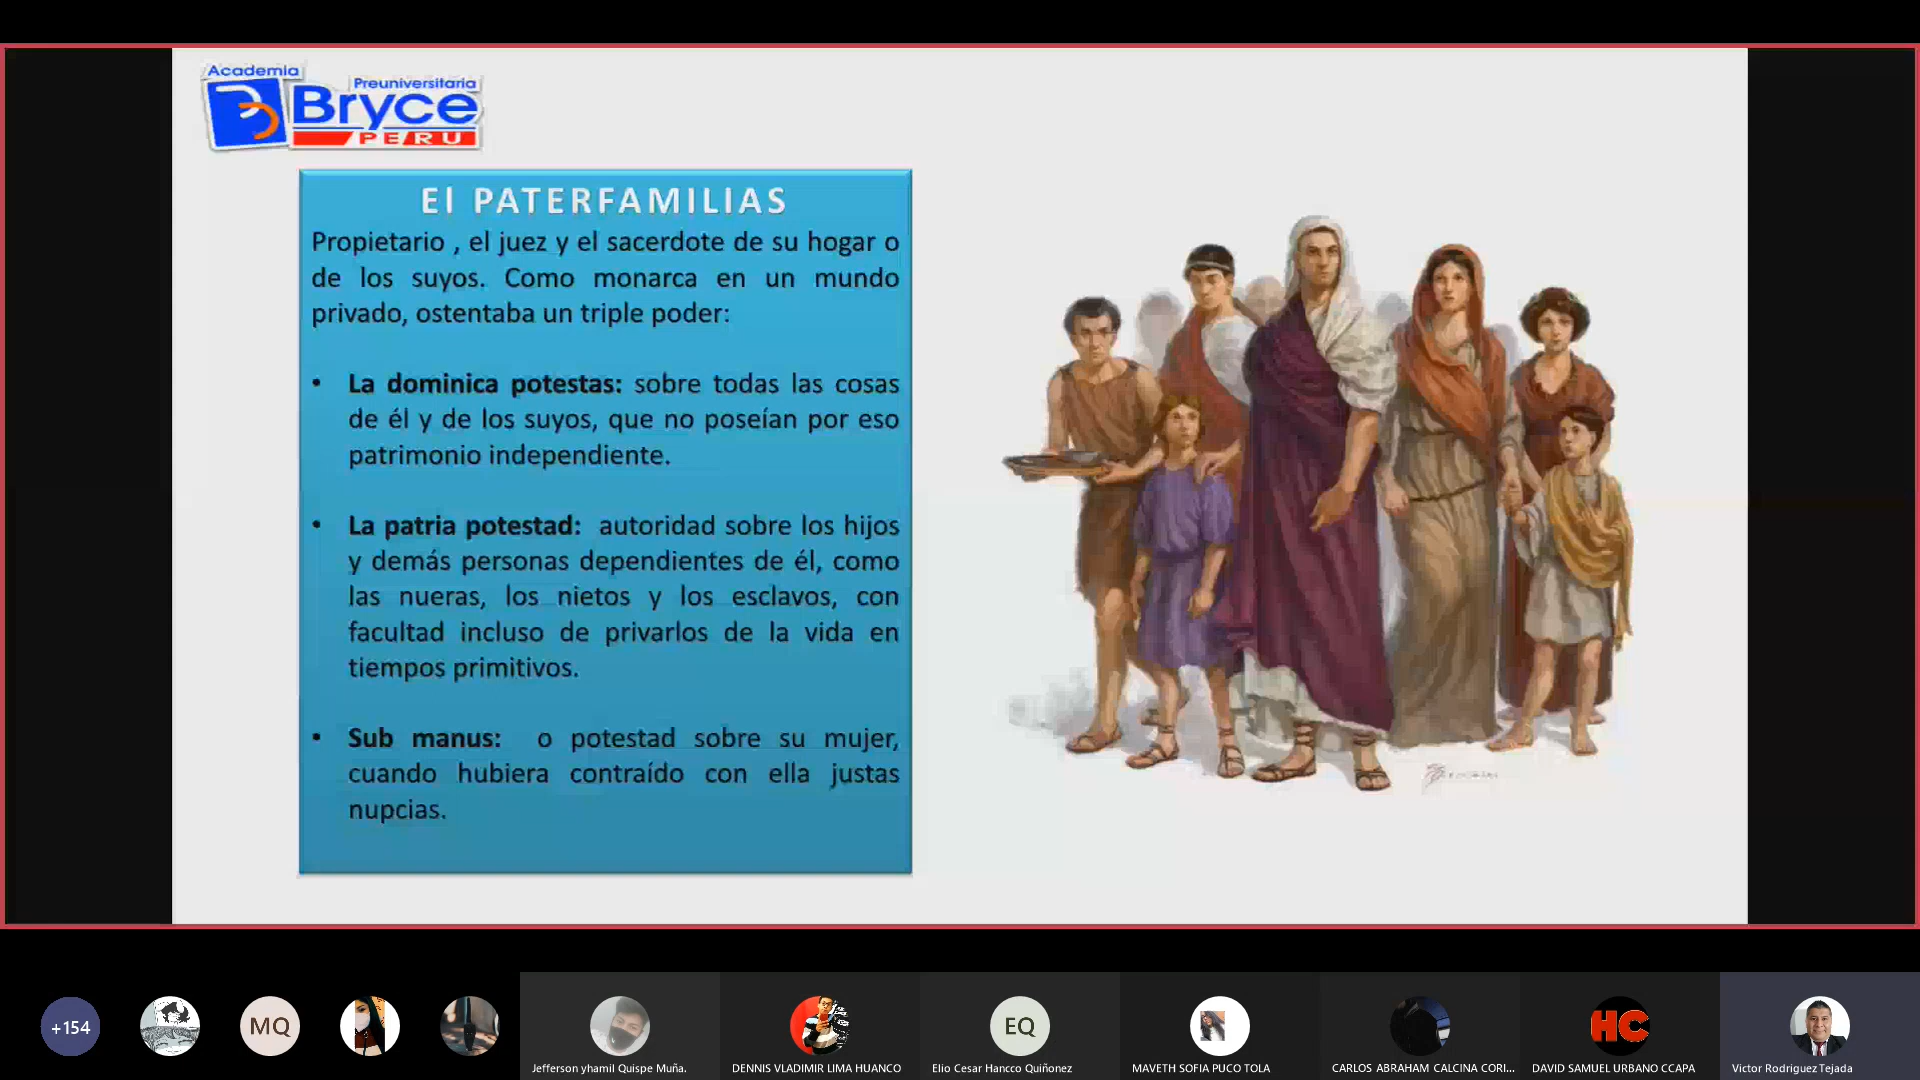 Academia
Preuniversitaria
Bryce
PERU
El PATERFAMILIAS
Propietario , el juez y el sacerdote de su hogar o
de los suyos. Como monarca en un mundo
privado, ostentaba un triple poder:
• La dominica potestas: sobre todas las cosas
de él y de los suyos, que no poseían por eso
patrimonio independiente.
• La patria potestad: autoridad sobre los hijos
y demás personas dependientes de él, como
las nueras, los nietos y los esclavos, con
facultad incluso de privarlos de la vida en
tiempos primitivos.
• Sub manus: o potestad sobre su mujer,
cuando hubiera contraído con ella justas
nupcias.
+154
MQ
EQ
HC
Jefferson yhamil Quispe Muña.
DENNIS VLADIMIR LIMA HUANCO
Elio Cesar Hancco Quiñonez
MAVETH SOFIA PUCO TOLA
CARLOS ABRAHAM CALCINA CORI...
DAVID SAMUEL URBANO CCAPA
Victor Rodriguez Tejada